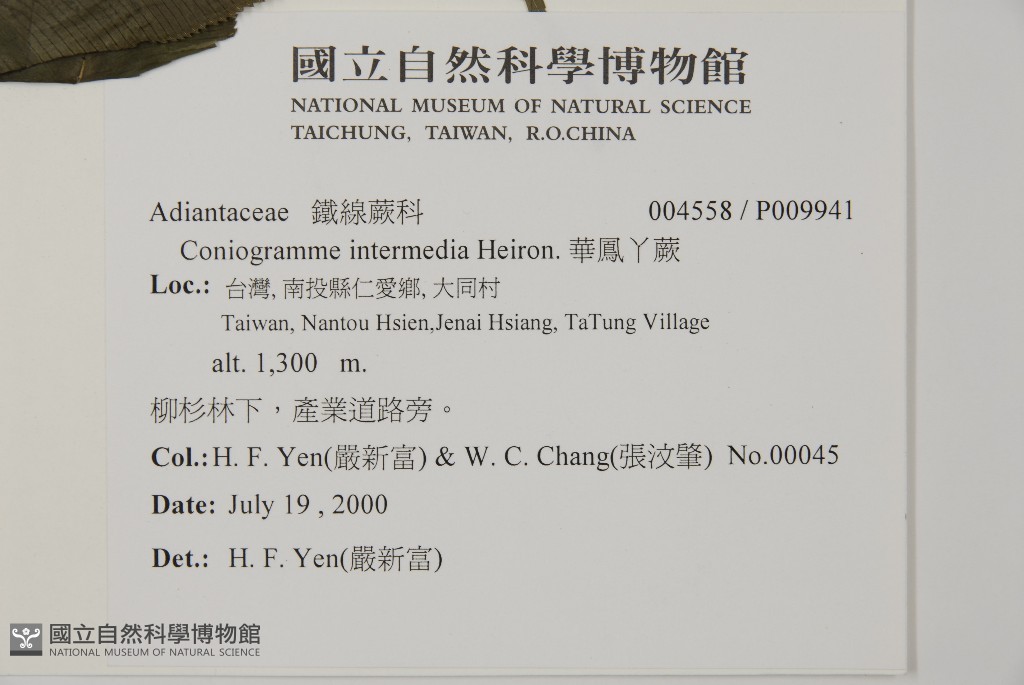 國立自然科學博物館
NATIONAL MUSEUM OF NATURAL SCIENCE
TAICHUNG, TAIWAN, R.O.CHINA
Adiantaceae 鐵線蕨科 004558 / P009941
Coniogramme intermedia Heiron. 華鳳丫蕨
Loc.: 台灣, 南投縣仁愛鄉, 大同村
Taiwan, Nantou Hsien,Jenai Hsiang, TaTung Village
alt. 1,300 m.
柳杉林下，產業道路旁。
Col.: H. F. Yen(嚴新富) & W. C. Chang(張汶肇) No.00045
Date: July 19 , 2000
Det.: H. F. Yen(嚴新富)
國立自然科學博物館
NATIONAL MUSEUM OF NATURAL SCIENCE